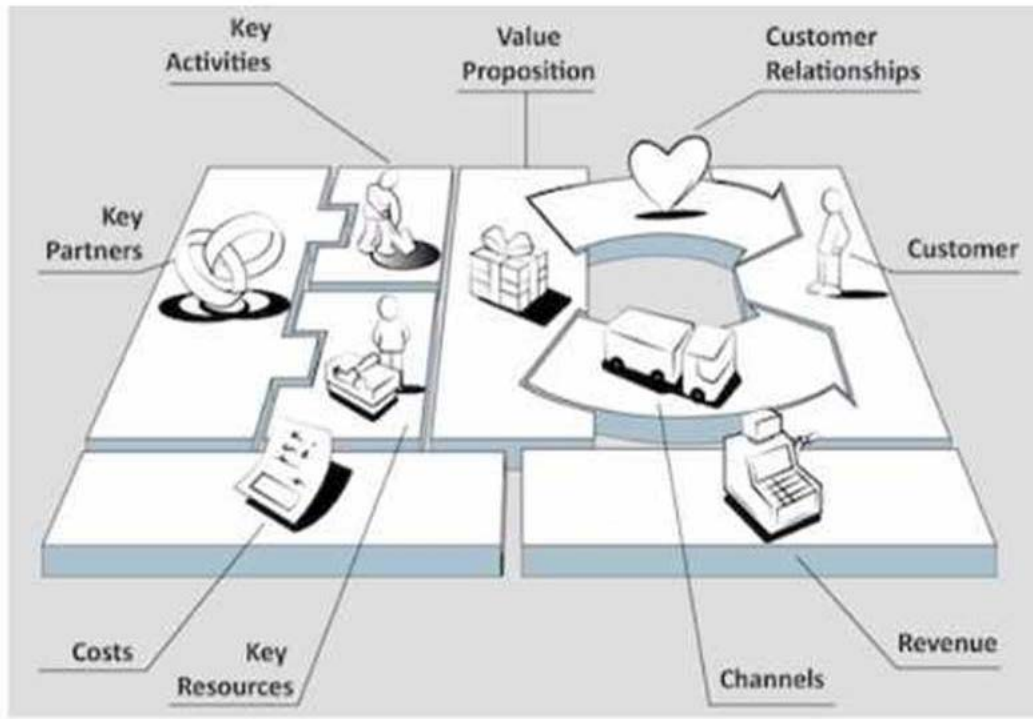 Key
Activities
Value
Proposition
Customer
Relationships
Key
Partners
Customer
Costs
Key
Resources
Channels
Revenue